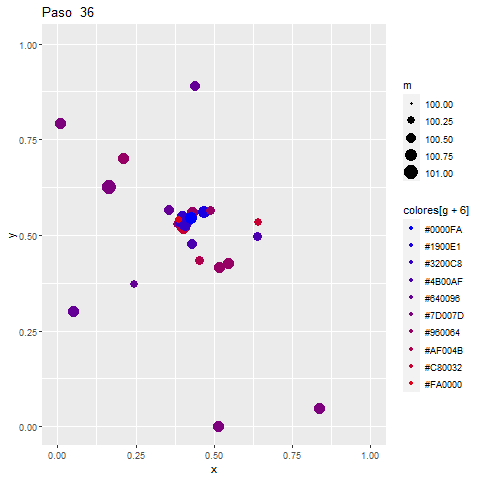 Paso 36
1.00
0.75
0.50
0.25
0.00
y
0.00 0.25 0.50 0.75 1.00
x
m
100.00
100.25
100.50
100.75
101.00
colores[g + 6]
#0000FA
#1900E1
#3200C8
#4B00AF
#640096
#7D007D
#960064
#AF004B
#C80032
#FA0000